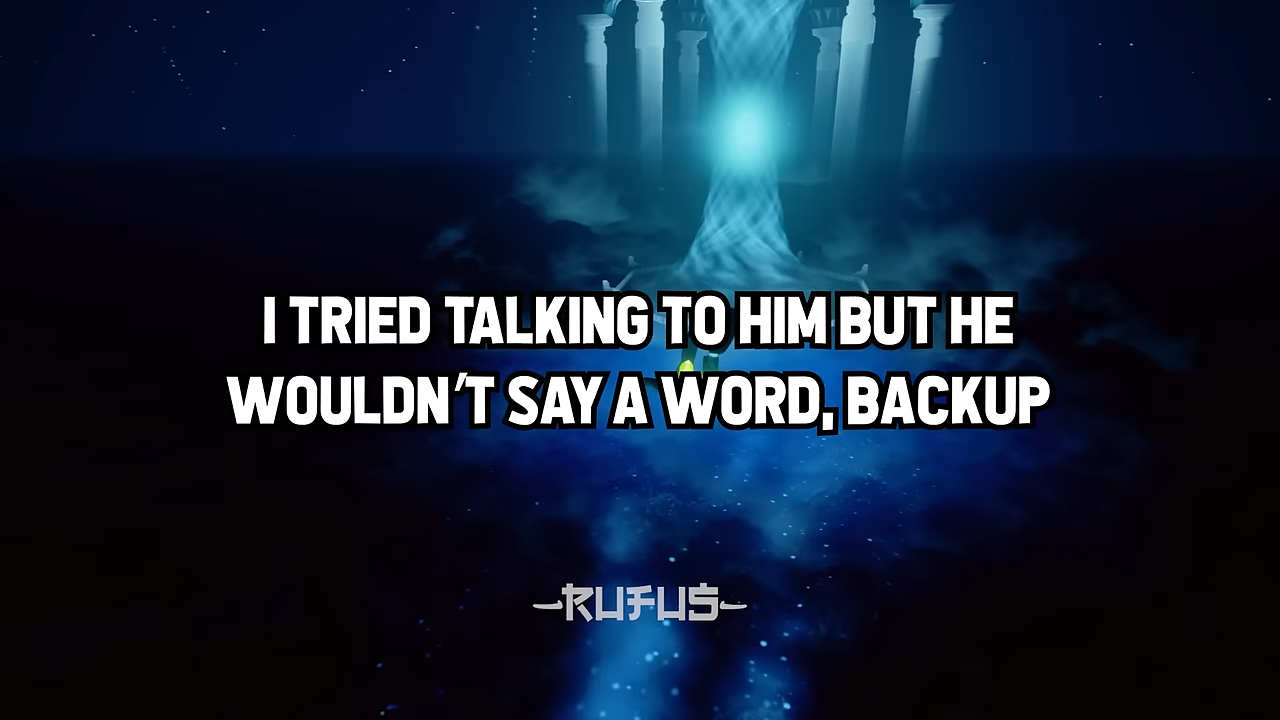 I TRIED TALKING TO HIM BUT HE
WOULDN'T SAY A WORD, BACKUP
-RUFUS-